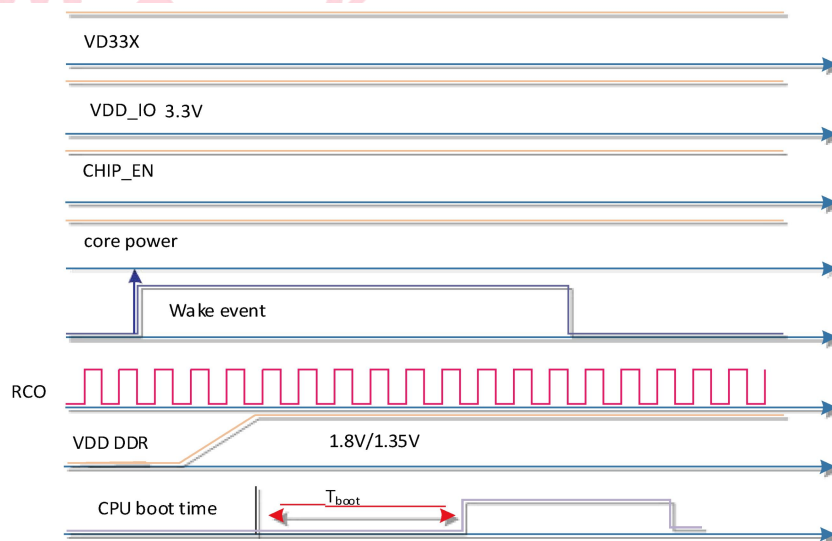 VD33X
VDD_IO 3.3V
CHIP_EN
core power
Wake event
RCO
VDD DDR 1.8V/1.35V
CPU boot time Tboot